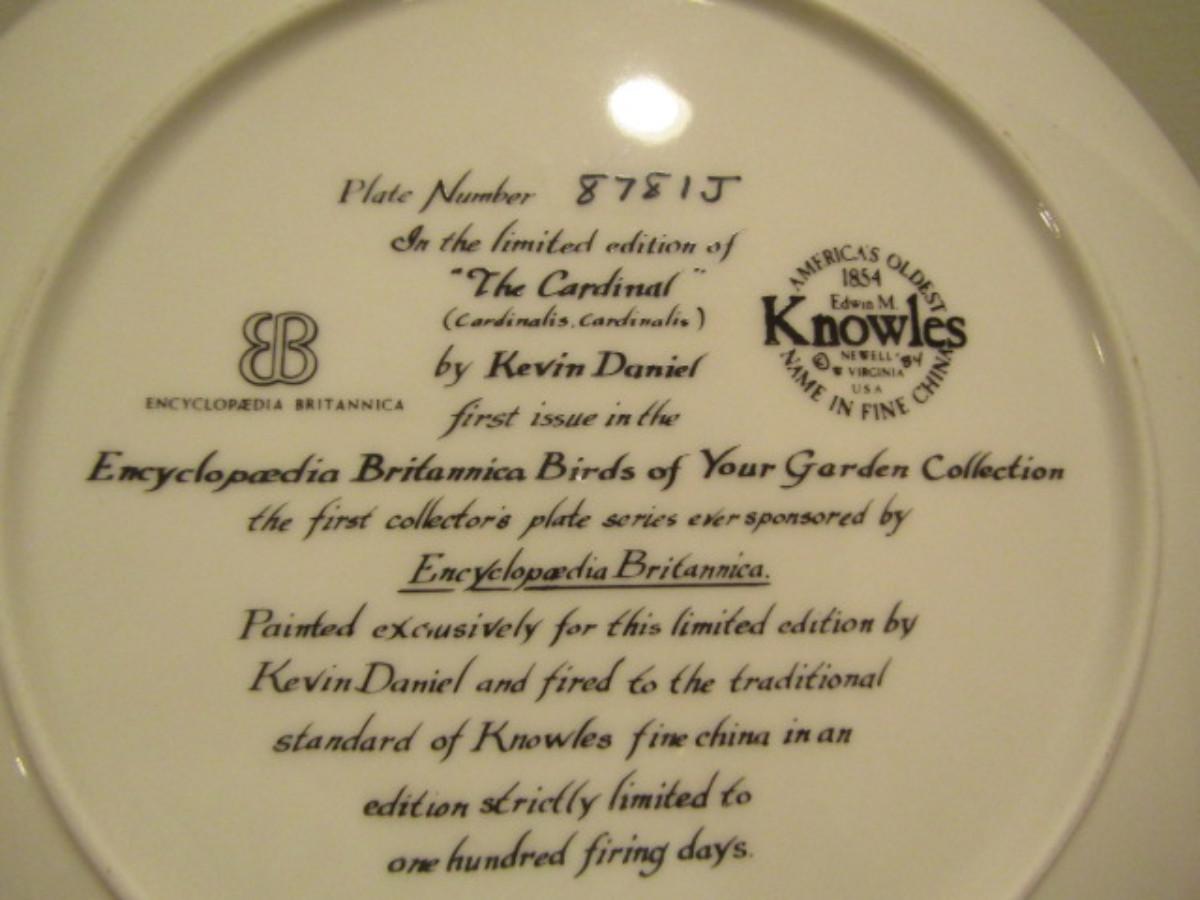 Plate Number 8781J
In the limited edition of
"The Cardinal"
(Cardinalis. Cardinalis)
by Kevin Daniel
first issue in the
Encyclopædia Britannica Birds of Your Garden Collection
the first collector's plate series ever sponsored by
Encyclopædia Britannica.
Painted exclusively for this limited edition by
Kevin Daniel and fired to the traditional
standard of Knowles fine china in an
edition strictly limited to
one hundred firing days.
EB
ENCYCLOPÆDIA BRITANNICA
AMERICA'S OLDEST
1854
Edwin M.
Knowles
© NEWELL '84
W VIRGINIA
USA
NAME IN FINE CHINA